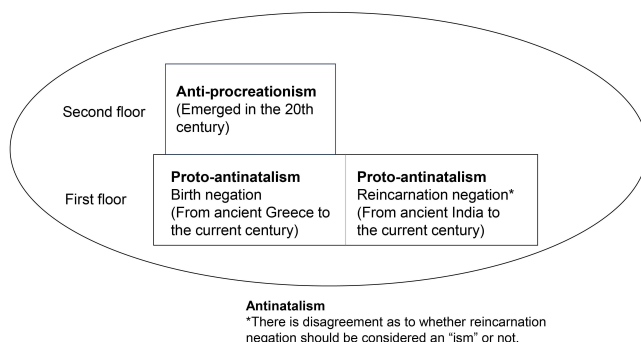 Second floor
Anti-procreationism
(Emerged in the 20th
century)
First floor
Proto-antinatalism
Birth negation
(From ancient Greece to
the current century)
Proto-antinatalism
Reincarnation negation*
(From ancient India to
the current century)
Antinatalism
*There is disagreement as to whether reincarnation
negation should be considered an “ism” or not.